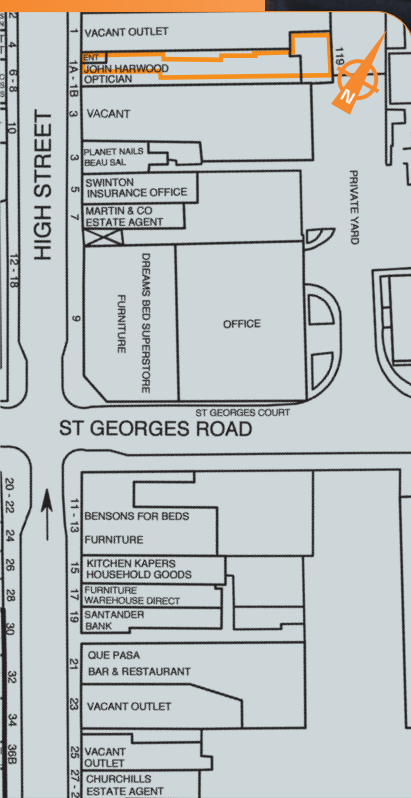 2
4
6 - 8
10
12 - 18
HIGH STREET
1
VACANT OUTLET
ENT
1A - 1B
JOHN HARWOOD
OPTICIAN
119
N
3
VACANT
3
PLANET NAILS
BEAU SAL
5
SWINTON
INSURANCE OFFICE
7
MARTIN & CO
ESTATE AGENT
PRIVATE YARD
9
DREAMS BED SUPERSTORE
FURNITURE
OFFICE
ST GEORGES COURT
ST GEORGES ROAD
20 - 22
24
26
28
30
32
34
36B
11 - 13
BENSONS FOR BEDS
FURNITURE
15
KITCHEN KAPERS
HOUSEHOLD GOODS
17
FURNITURE
WAREHOUSE DIRECT
19
SANTANDER
BANK
21
QUE PASA
BAR & RESTAURANT
23
VACANT OUTLET
25
VACANT
OUTLET
27 - 2
CHURCHILLS
ESTATE AGENT